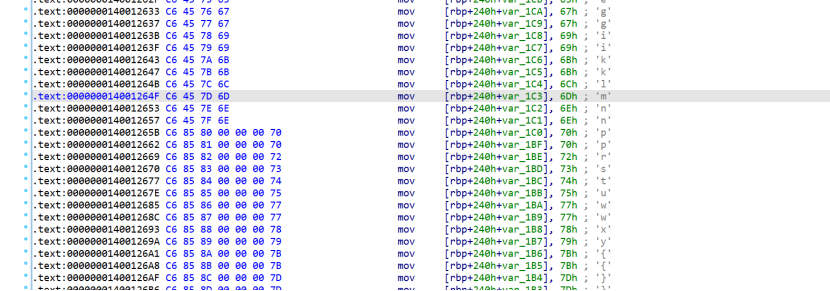 .text:000000014001262F C6 45 75 65 mov [rbp+240h+var_1CB], 65h ; 'e'
.text:0000000140012633 C6 45 76 67 mov [rbp+240h+var_1CA], 67h ; 'g'
.text:0000000140012637 C6 45 77 67 mov [rbp+240h+var_1C9], 67h ; 'g'
.text:000000014001263B C6 45 78 69 mov [rbp+240h+var_1C8], 69h ; 'i'
.text:000000014001263F C6 45 79 69 mov [rbp+240h+var_1C7], 69h ; 'i'
.text:0000000140012643 C6 45 7A 6B mov [rbp+240h+var_1C6], 6Bh ; 'k'
.text:0000000140012647 C6 45 7B 6B mov [rbp+240h+var_1C5], 6Bh ; 'k'
.text:000000014001264B C6 45 7C 6C mov [rbp+240h+var_1C4], 6Ch ; 'l'
.text:000000014001264F C6 45 7D 6D mov [rbp+240h+var_1C3], 6Dh ; 'm'
.text:0000000140012653 C6 45 7E 6E mov [rbp+240h+var_1C2], 6Eh ; 'n'
.text:0000000140012657 C6 45 7F 6E mov [rbp+240h+var_1C1], 6Eh ; 'n'
.text:000000014001265B C6 85 80 00 00 00 70 mov [rbp+240h+var_1C0], 70h ; 'p'
.text:0000000140012662 C6 85 81 00 00 00 70 mov [rbp+240h+var_1BF], 70h ; 'p'
.text:0000000140012669 C6 85 82 00 00 00 72 mov [rbp+240h+var_1BE], 72h ; 'r'
.text:0000000140012670 C6 85 83 00 00 00 73 mov [rbp+240h+var_1BD], 73h ; 's'
.text:0000000140012677 C6 85 84 00 00 00 74 mov [rbp+240h+var_1BC], 74h ; 't'
.text:000000014001267E C6 85 85 00 00 00 75 mov [rbp+240h+var_1BB], 75h ; 'u'
.text:0000000140012685 C6 85 86 00 00 00 77 mov [rbp+240h+var_1BA], 77h ; 'w'
.text:000000014001268C C6 85 87 00 00 00 77 mov [rbp+240h+var_1B9], 77h ; 'w'
.text:0000000140012693 C6 85 88 00 00 00 78 mov [rbp+240h+var_1B8], 78h ; 'x'
.text:000000014001269A C6 85 89 00 00 00 79 mov [rbp+240h+var_1B7], 79h ; 'y'
.text:00000001400126A1 C6 85 8A 00 00 00 7B mov [rbp+240h+var_1B6], 7Bh ; '{'
.text:00000001400126A8 C6 85 8B 00 00 00 7B mov [rbp+240h+var_1B5], 7Bh ; '{'
.text:00000001400126AF C6 85 8C 00 00 00 7D mov [rbp+240h+var_1B4], 7Dh ; '}'
.text:00000001400126B6 C6 85 8D 00 00 00 7D mov [rbp+240h+var_1B3], 7Dh ; '}'